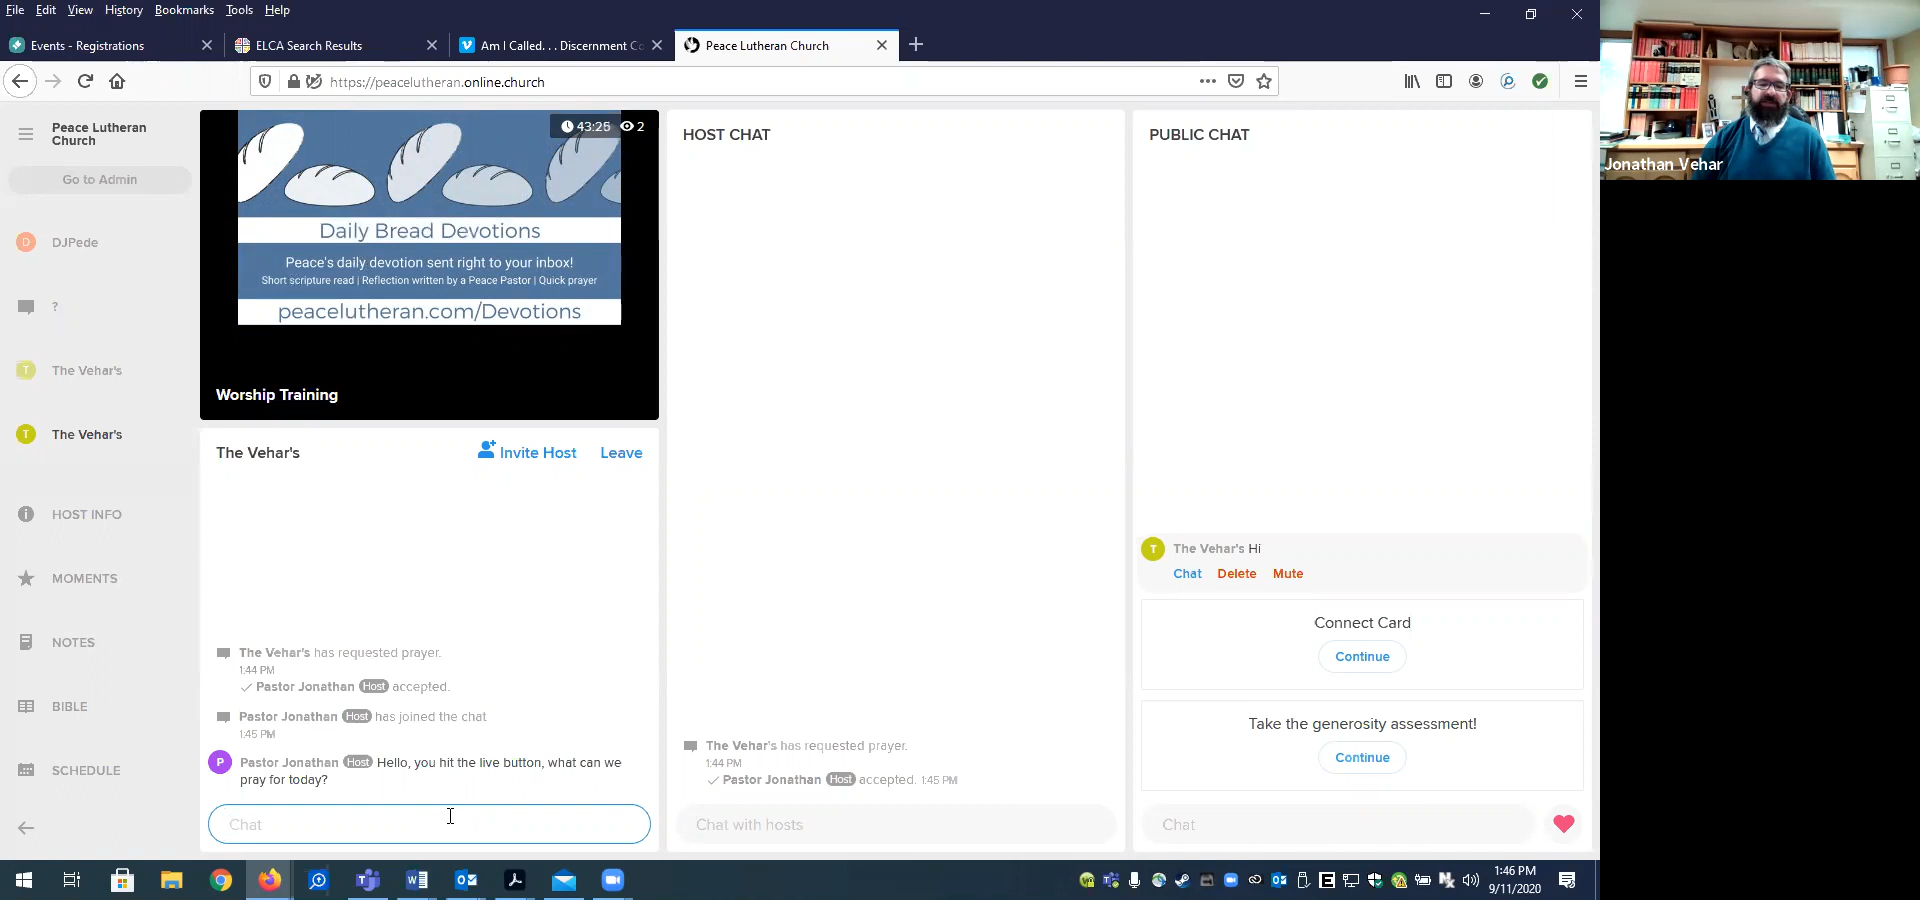 File Edit View History Bookmarks Tools Help
Events - Registrations
ELCA Search Results
Am I Called. . . Discernment Co
Peace Lutheran Church
https://peacelutheran.online.church
Peace Lutheran
Church
Go to Admin
D DJPede
?
T The Vehar's
T The Vehar's
HOST INFO
MOMENTS
NOTES
BIBLE
SCHEDULE
43:25 2
Daily Bread Devotions
Peace's daily devotion sent right to your inbox!
Short scripture read | Reflection written by a Peace Pastor | Quick prayer
peacelutheran.com/Devotions
Worship Training
The Vehar's Invite Host Leave
The Vehar's has requested prayer.
1:44 PM
Pastor Jonathan Host accepted.
Pastor Jonathan Host has joined the chat
1:45 PM
P Pastor Jonathan Host Hello, you hit the live button, what can we
pray for today?
Chat
HOST CHAT
The Vehar's has requested prayer.
1:44 PM
Pastor Jonathan Host accepted. 1:45 PM
Chat with hosts
PUBLIC CHAT
T The Vehar's Hi
Chat Delete Mute
Connect Card
Continue
Take the generosity assessment!
Continue
Chat
Jonathan Vehar
1:46 PM
9/11/2020